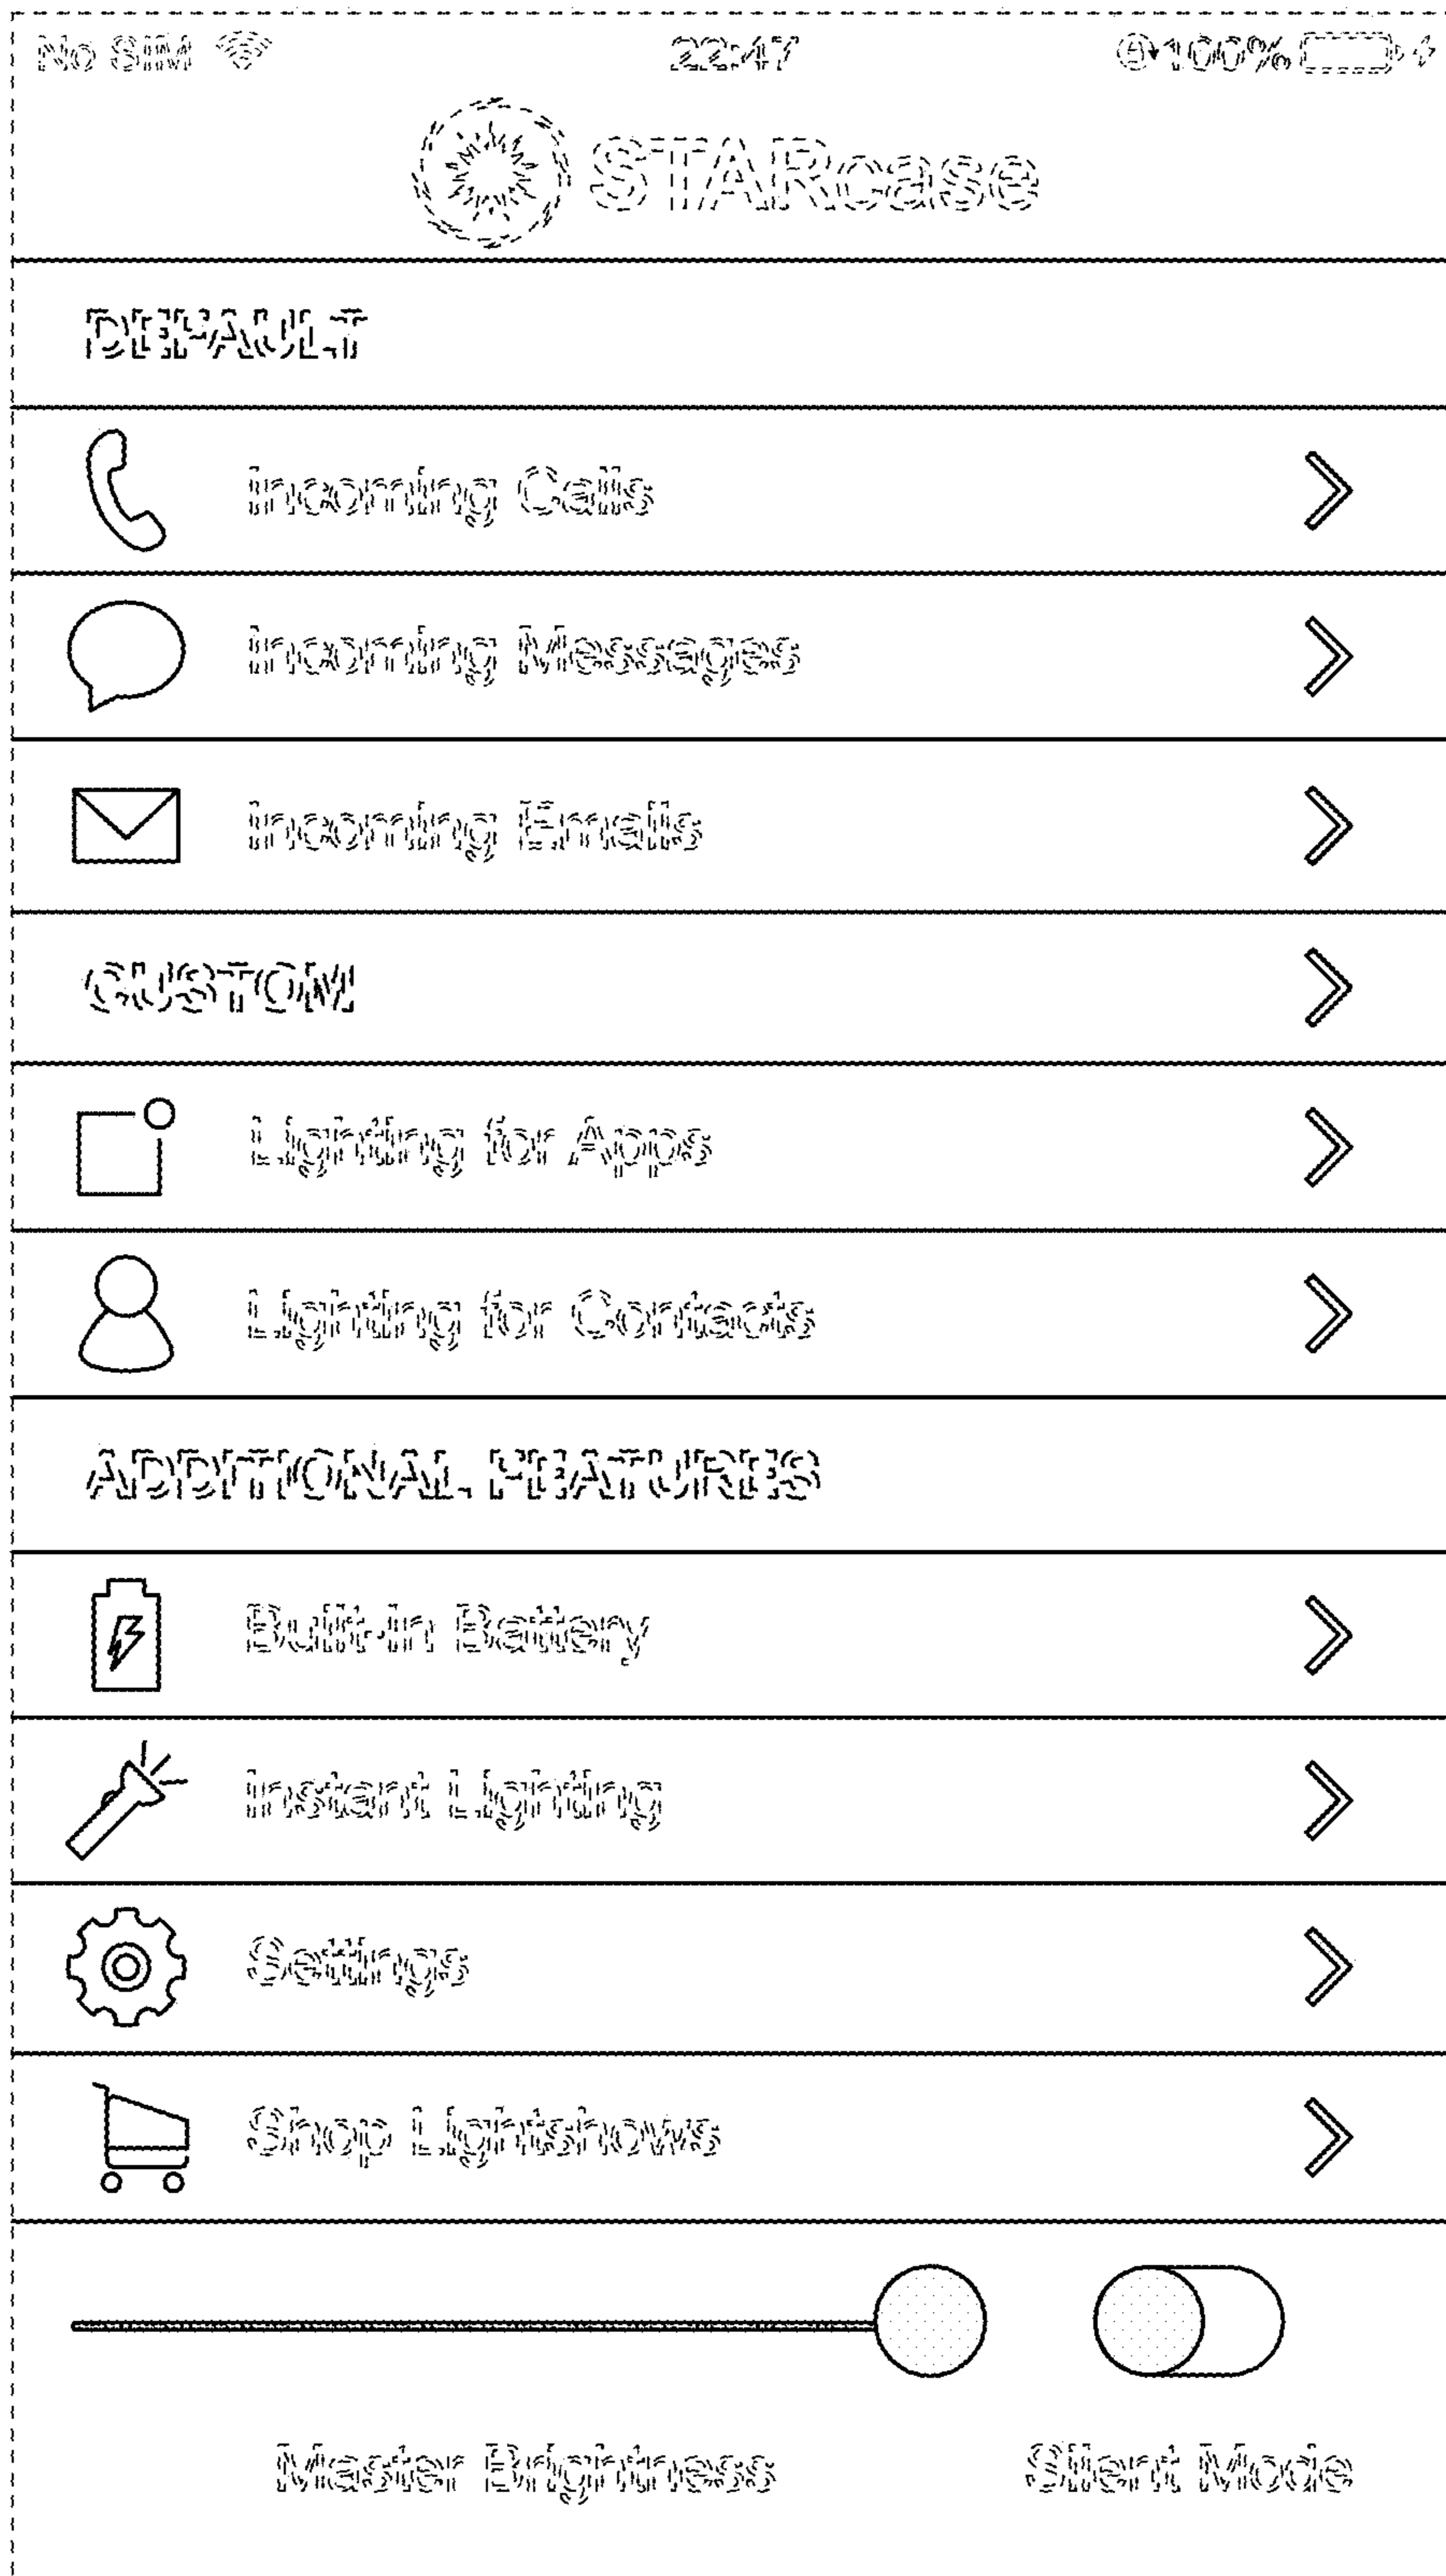 No SIM 22:47 100%
STARcase
DEFAULT
Incoming Calls
Incoming Messages
Incoming Emails
CUSTOM
Lighting for Apps
Lighting for Contacts
ADDITIONAL FEATURES
Built-In Battery
Instant Lighting
Settings
Shop Lightshows
Master Brightness Silent Mode